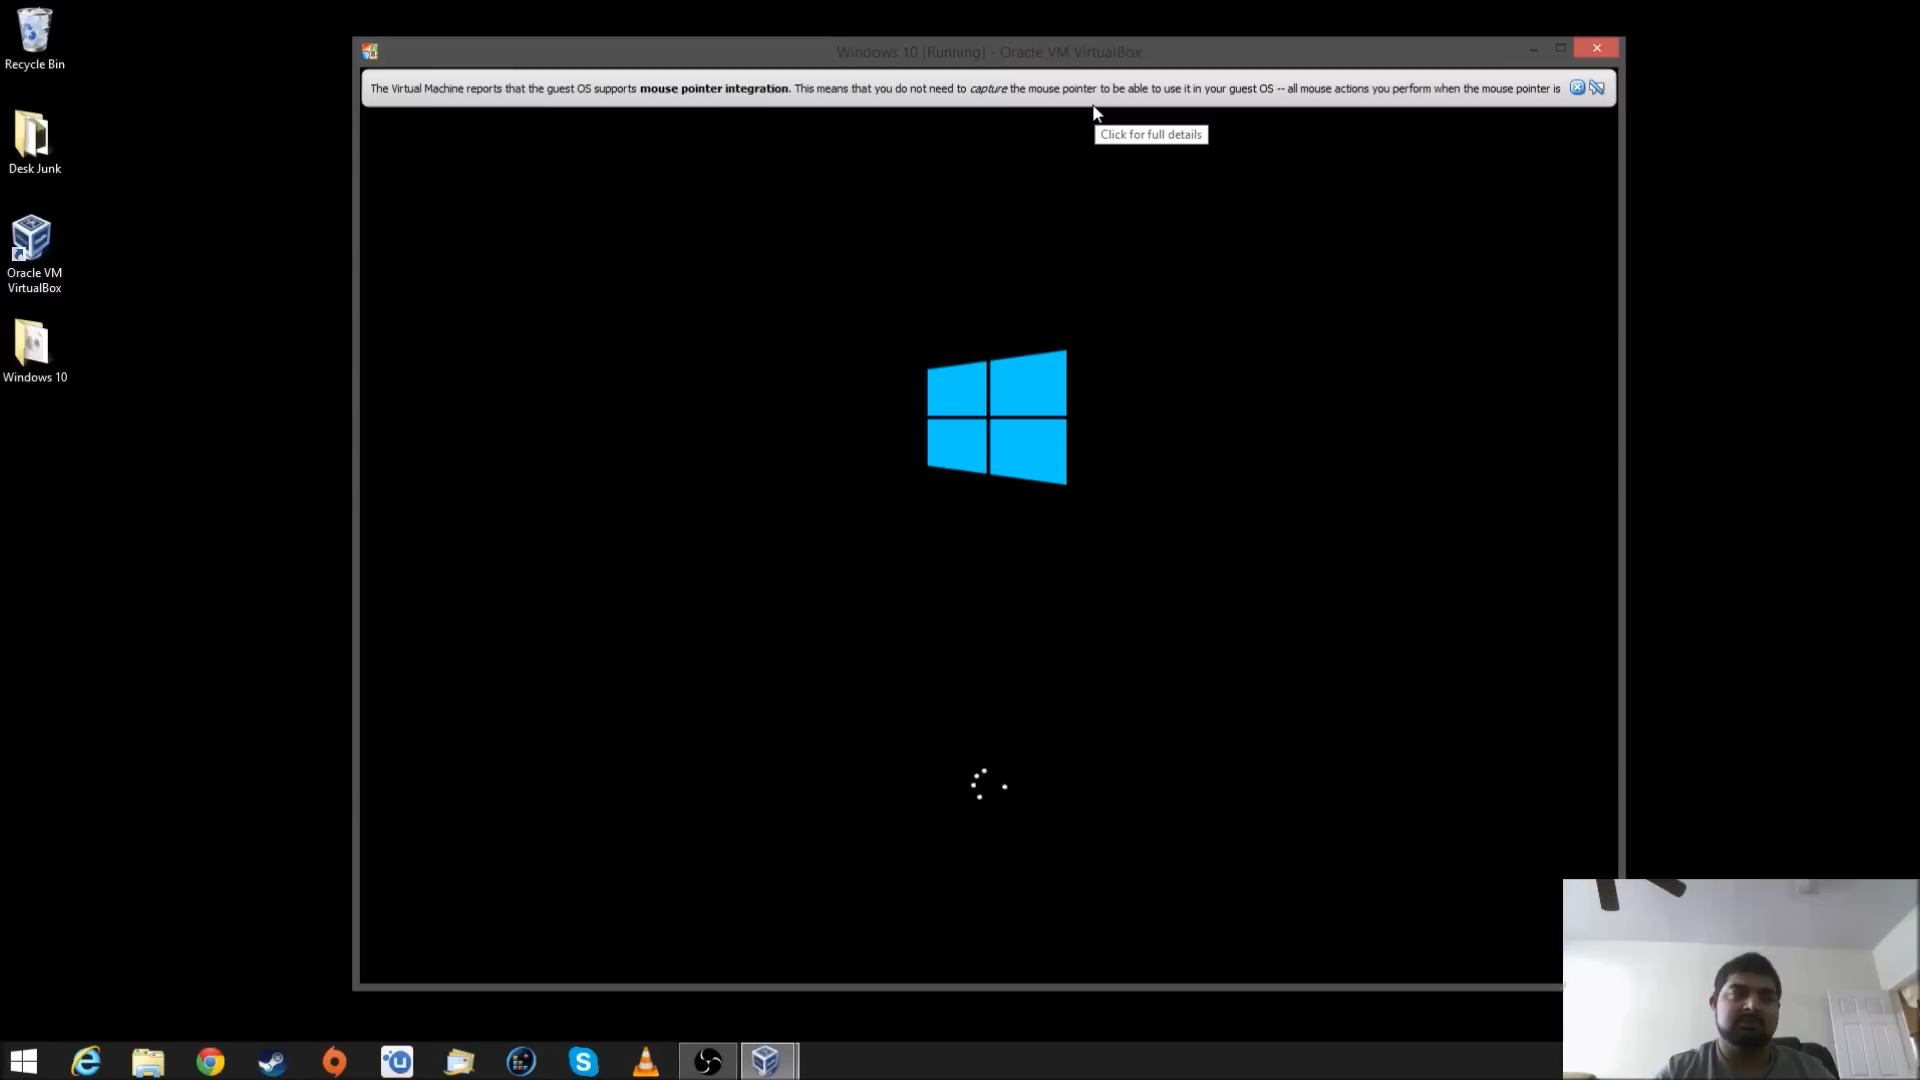 Recycle Bin
Desk Junk
Oracle VM
VirtualBox
Windows 10
Windows 10 [Running] - Oracle VM VirtualBox
The Virtual Machine reports that the guest OS supports mouse pointer integration. This means that you do not need to capture the mouse pointer to be able to use it in your guest OS -- all mouse actions you perform when the mouse pointer is
Click for full details